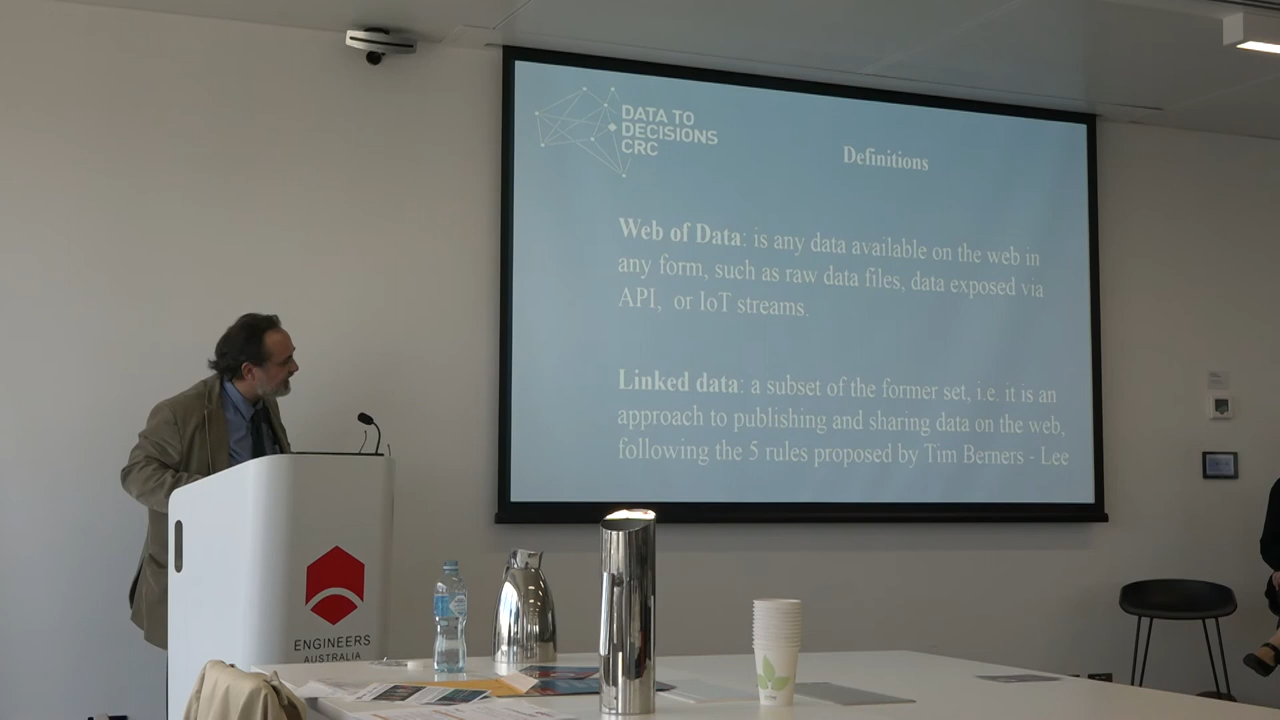 DATA TO
DECISIONS
CRC
Definitions
Web of Data: is any data available on the web in
any form, such as raw data files, data exposed via
API, or IoT streams.
Linked data: a subset of the former set, i.e. it is an
approach to publishing and sharing data on the web,
following the 5 rules proposed by Tim Berners - Lee
ENGINEERS
AUSTRALIA